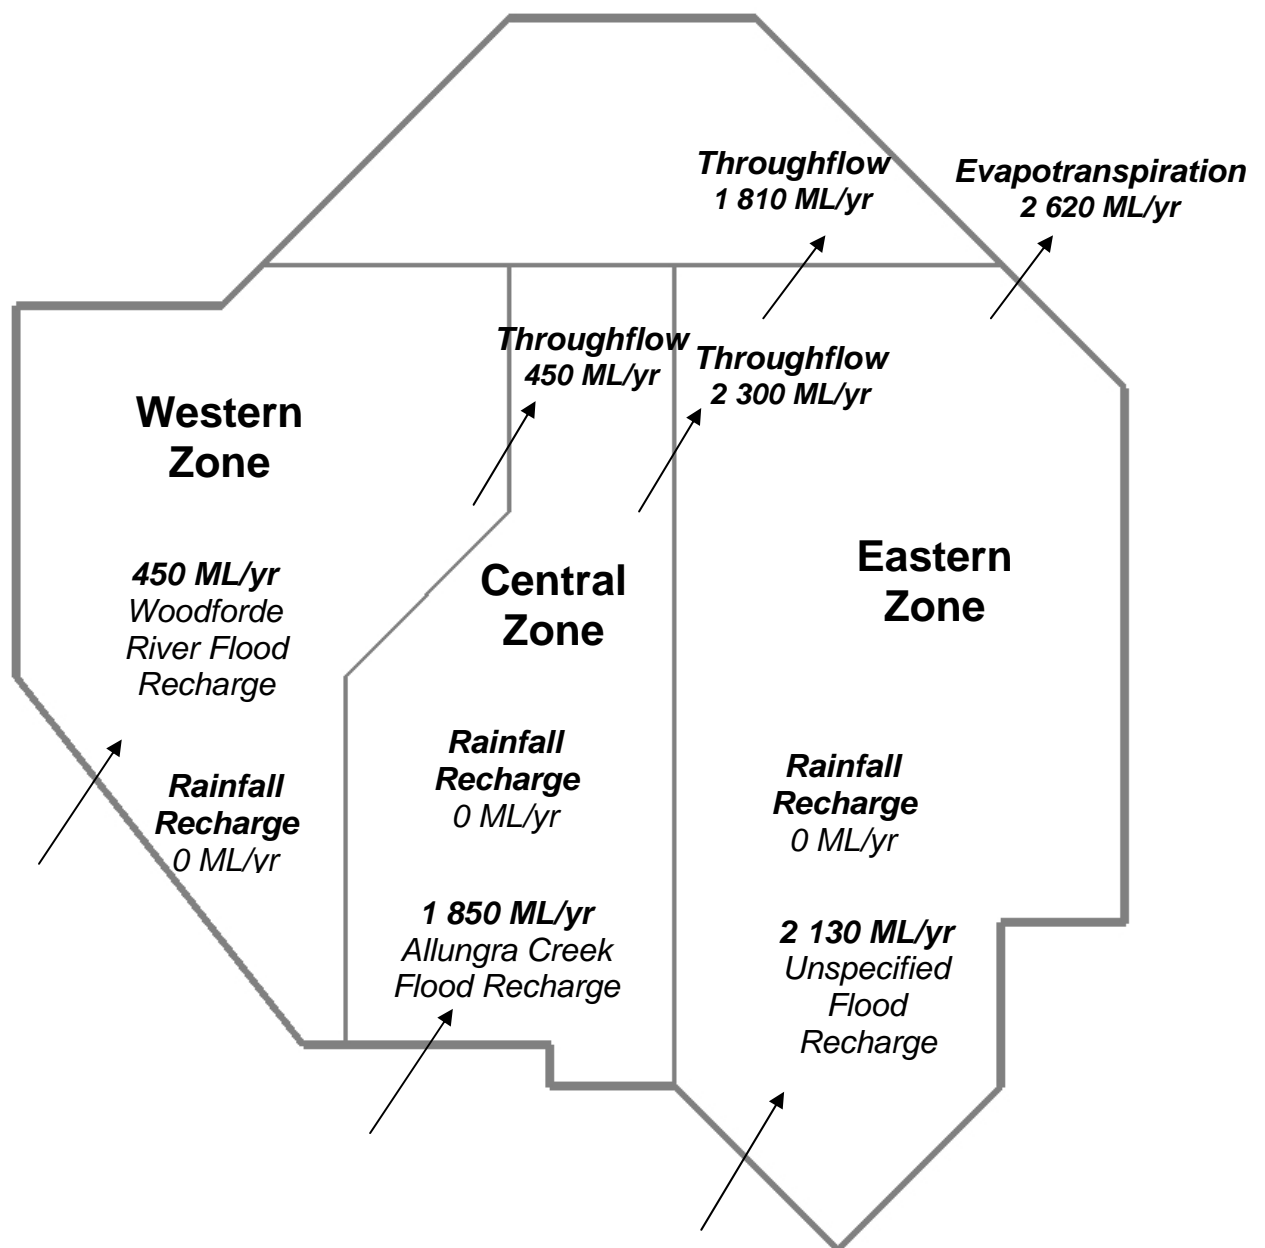 Throughflow
1 810 ML/yr
Evapotranspiration
2 620 ML/yr
Throughflow
450 ML/yr
Throughflow
2 300 ML/yr
Western
Zone
450 ML/yr
Woodforde
River Flood
Recharge
Rainfall
Recharge
0 ML/yr
Central
Zone
Rainfall
Recharge
0 ML/yr
1 850 ML/yr
Allungra Creek
Flood Recharge
Eastern
Zone
Rainfall
Recharge
0 ML/yr
2 130 ML/yr
Unspecified
Flood
Recharge